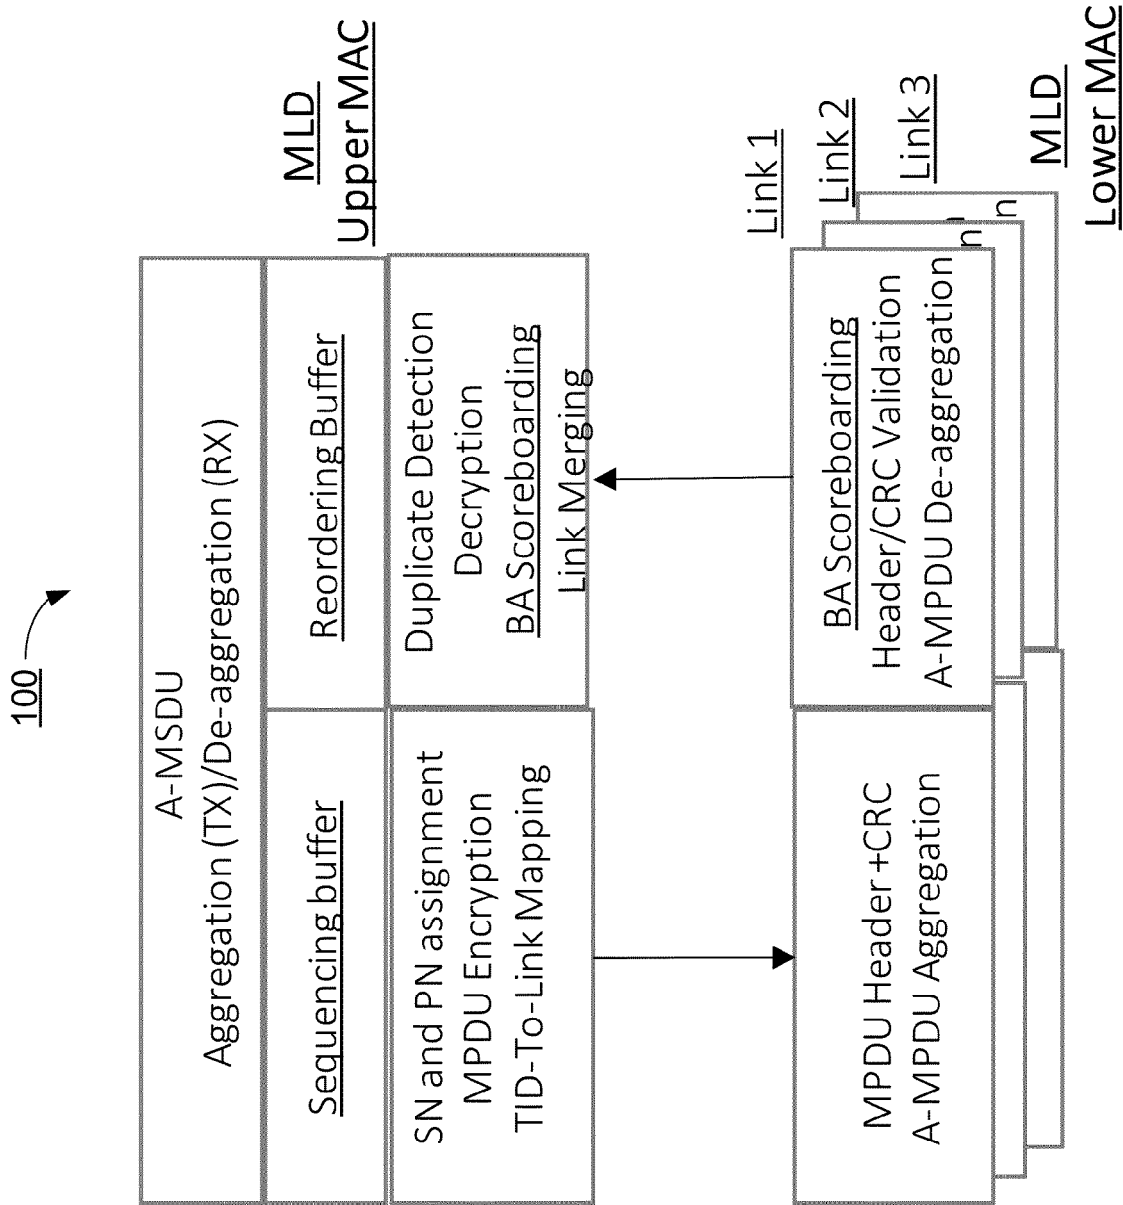 100
A-MSDU
Aggregation (TX)/De-aggregation (RX)
Sequencing buffer
Reordering Buffer
MLD
Upper MAC
SN and PN assignment
MPDU Encryption
TID-To-Link Mapping
Duplicate Detection
Decryption
BA Scoreboarding
Link Merging
MPDU Header +CRC
A-MPDU Aggregation
BA Scoreboarding
Header/CRC Validation
A-MPDU De-aggregation
Link 1
Link 2
Link 3
n
n
MLD
Lower MAC